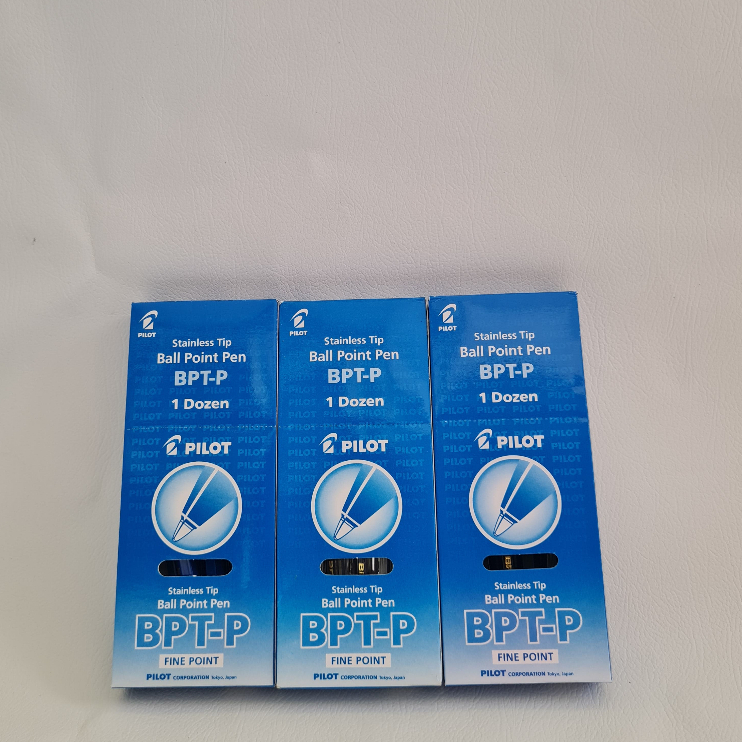 PILOT
Stainless Tip
Ball Point Pen
BPT-P
1 Dozen
PILOT
Stainless Tip
Ball Point Pen
BPT-P
FINE POINT
PILOT CORPORATION Tokyo, Japan
PILOT
Stainless Tip
Ball Point Pen
BPT-P
1 Dozen
PILOT
Stainless Tip
Ball Point Pen
BPT-P
FINE POINT
PILOT CORPORATION Tokyo, Japan
PILOT
Stainless Tip
Ball Point Pen
BPT-P
1 Dozen
PILOT
Stainless Tip
Ball Point Pen
BPT-P
FINE POINT
PILOT CORPORATION Tokyo, Japan